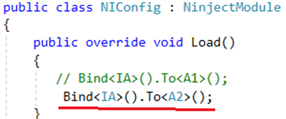 public class NIConfig : NinjectModule
{
public override void Load()
{
// Bind<IA>().To<A1>();
Bind<IA>().To<A2>();
}